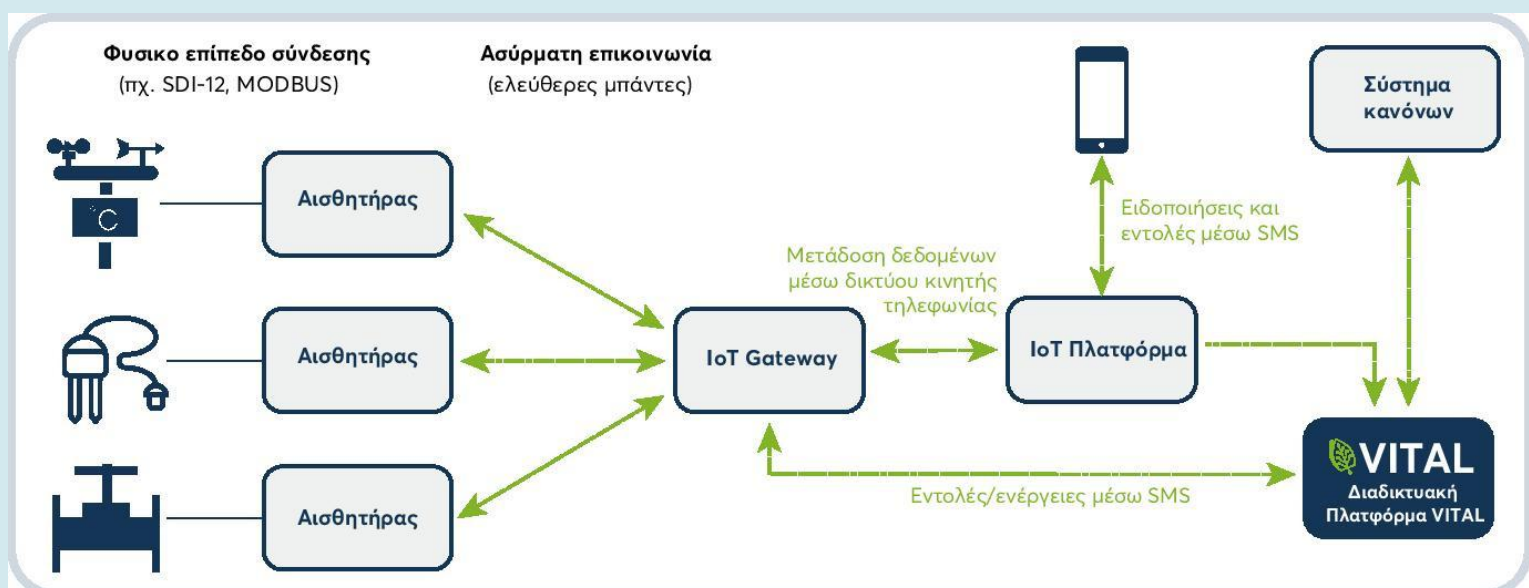 Φυσικο επίπεδο σύνδεσης
(πχ. SDI-12, MODBUS)
Ασύρματη επικοινωνία
(ελεύθερες μπάντες)
Σύστημα
κανόνων
°C
Αισθητήρας
Ειδοποιήσεις και
εντολές μέσω SMS
Μετάδοση δεδομένων
μέσω δικτύου κινητής
τηλεφωνίας
Αισθητήρας
IoT Gateway
IoT Πλατφόρμα
VITAL
Διαδικτυακή
Πλατφόρμα VITAL
Εντολές/ενέργειες μέσω SMS
Αισθητήρας